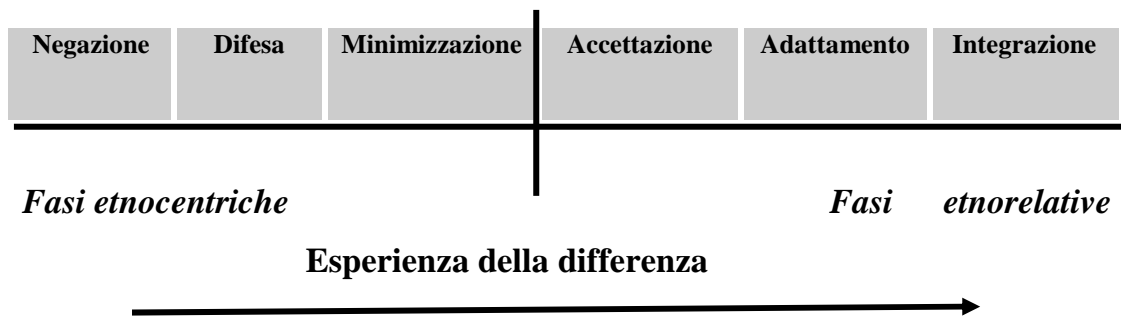 Negazione Difesa Minimizzazione Accettazione Adattamento Integrazione
Fasi etnocentriche Fasi etnorelative
Esperienza della differenza